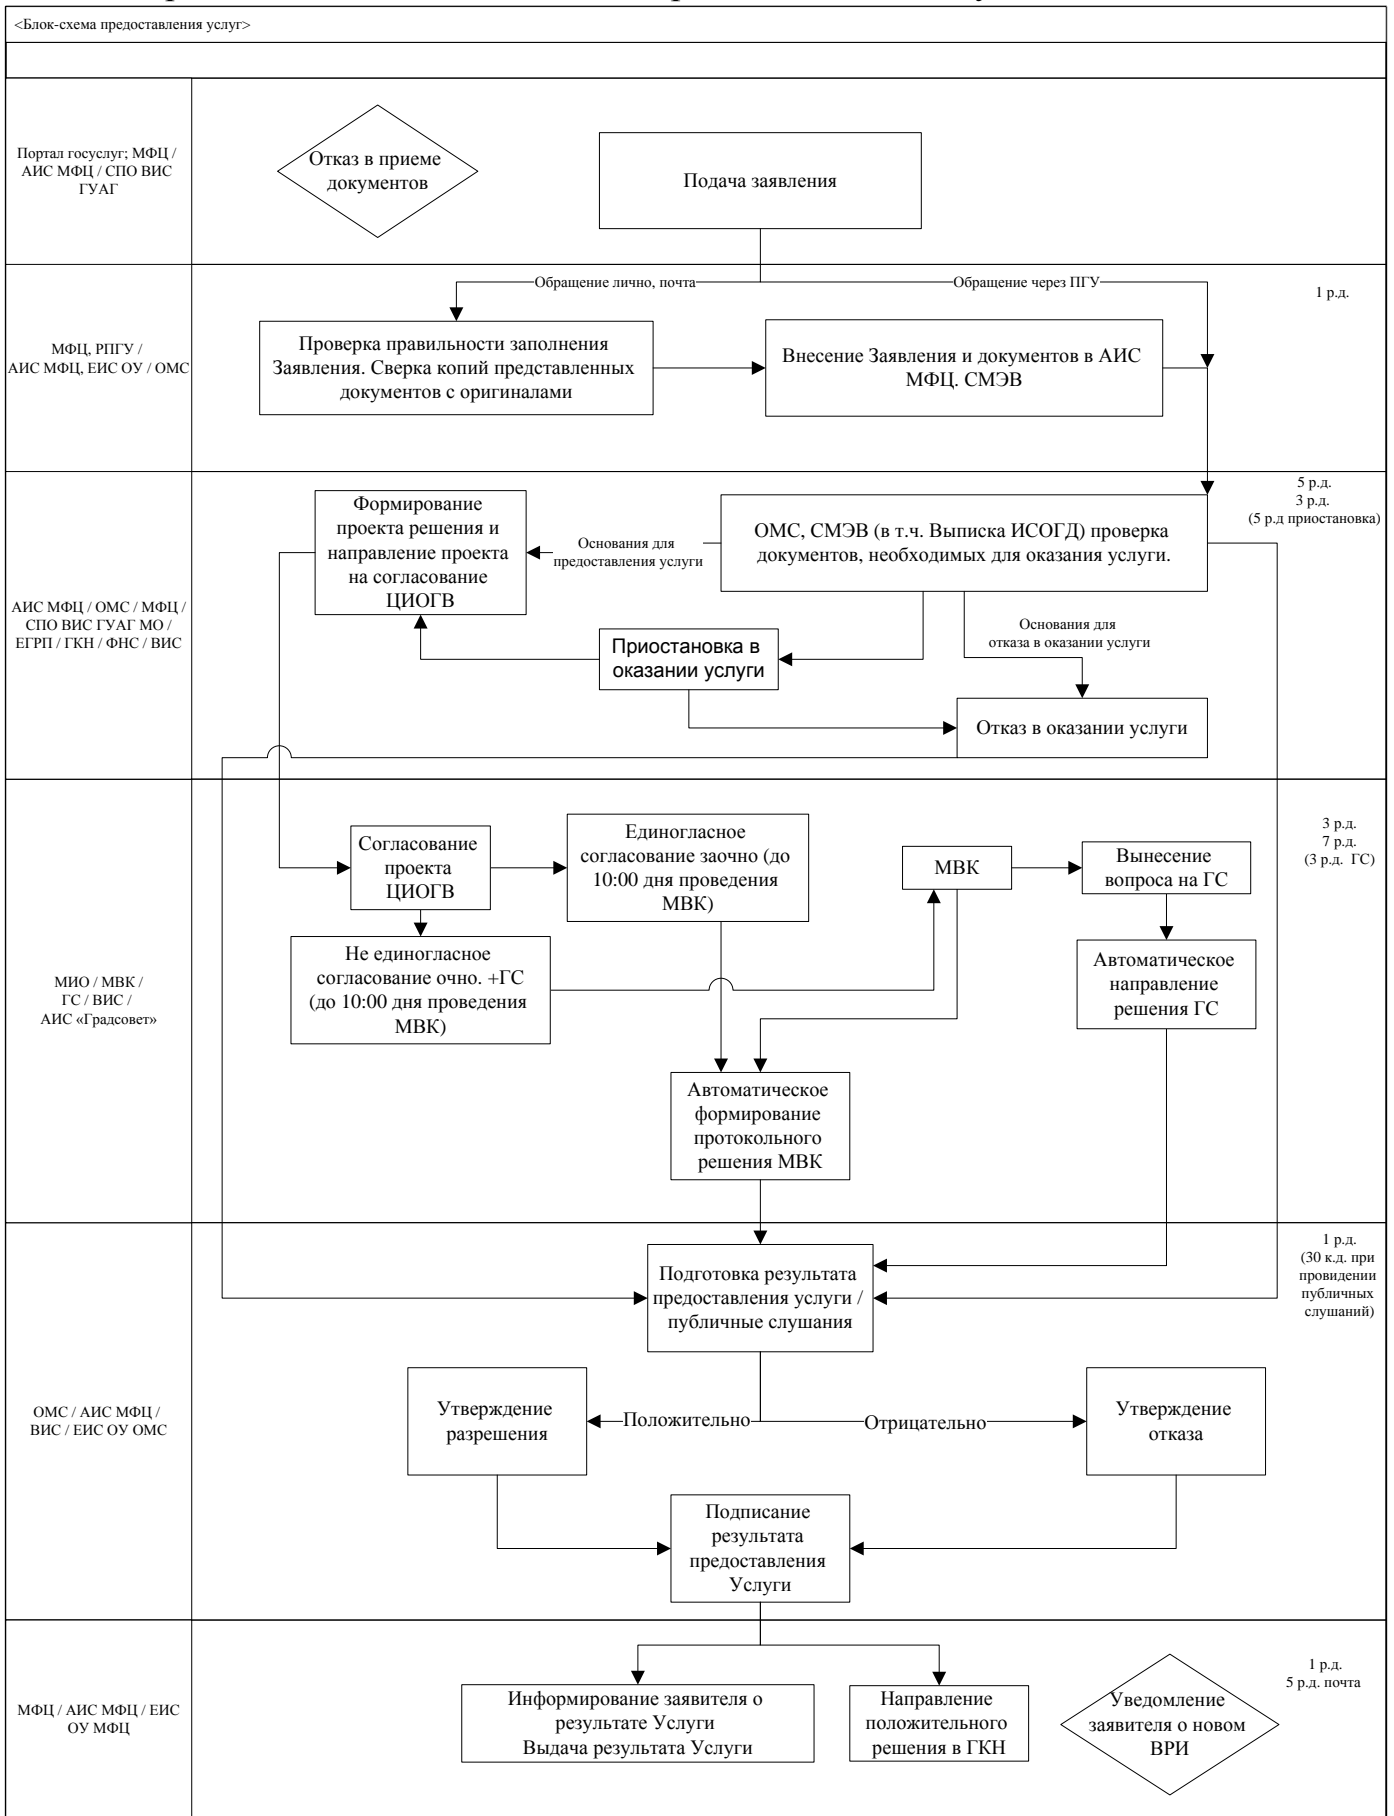 <Блок-схема предоставления услуг>
Портал госуслуг; МФЦ /
АИС МФЦ / СПО ВИС
ГУАГ
Отказ в приеме
документов
Подача заявления
МФЦ, РПГУ /
АИС МФЦ, ЕИС ОУ / ОМС
Обращение лично, почта
Обращение через ПГУ
1 р.д.
Проверка правильности заполнения
Заявления. Сверка копий представленных
документов с оригиналами
Внесение Заявления и документов в АИС
МФЦ. СМЭВ
АИС МФЦ / ОМС / МФЦ /
СПО ВИС ГУАГ МО /
ЕГРП / ГКН / ФНС / ВИС
Формирование
проекта решения и
направление проекта
на согласование
ЦИОГВ
Основания для
предоставления услуги
ОМС, СМЭВ (в т.ч. Выписка ИСОГД) проверка
документов, необходимых для оказания услуги.
5 р.д.
3 р.д.
(5 р.д приостановка)
Приостановка в
оказании услуги
Основания для
отказа в оказании услуги
Отказ в оказании услуги
МИО / МВК /
ГС / ВИС /
АИС «Градсовет»
Согласование
проекта
ЦИОГВ
Единогласное
согласование заочно (до
10:00 дня проведения
МВК)
МВК
Вынесение
вопроса на ГС
3 р.д.
7 р.д.
(3 р.д. ГС)
Не единогласное
согласование очно. +ГС
(до 10:00 дня проведения
МВК)
Автоматическое
направление
решения ГС
Автоматическое
формирование
протокольного
решения МВК
ОМС / АИС МФЦ /
ВИС / ЕИС ОУ ОМС
Подготовка результата
предоставления услуги /
публичные слушания
1 р.д.
(30 к.д. при
провидении
публичных
слушаний)
Утверждение
разрешения
Положительно
Отрицательно
Утверждение
отказа
Подписание
результата
предоставления
Услуги
МФЦ / АИС МФЦ / ЕИС
ОУ МФЦ
Информирование заявителя о
результате Услуги
Выдача результата Услуги
Направление
положительного
решения в ГКН
Уведомление
заявителя о новом
ВРИ
1 р.д.
5 р.д. почта